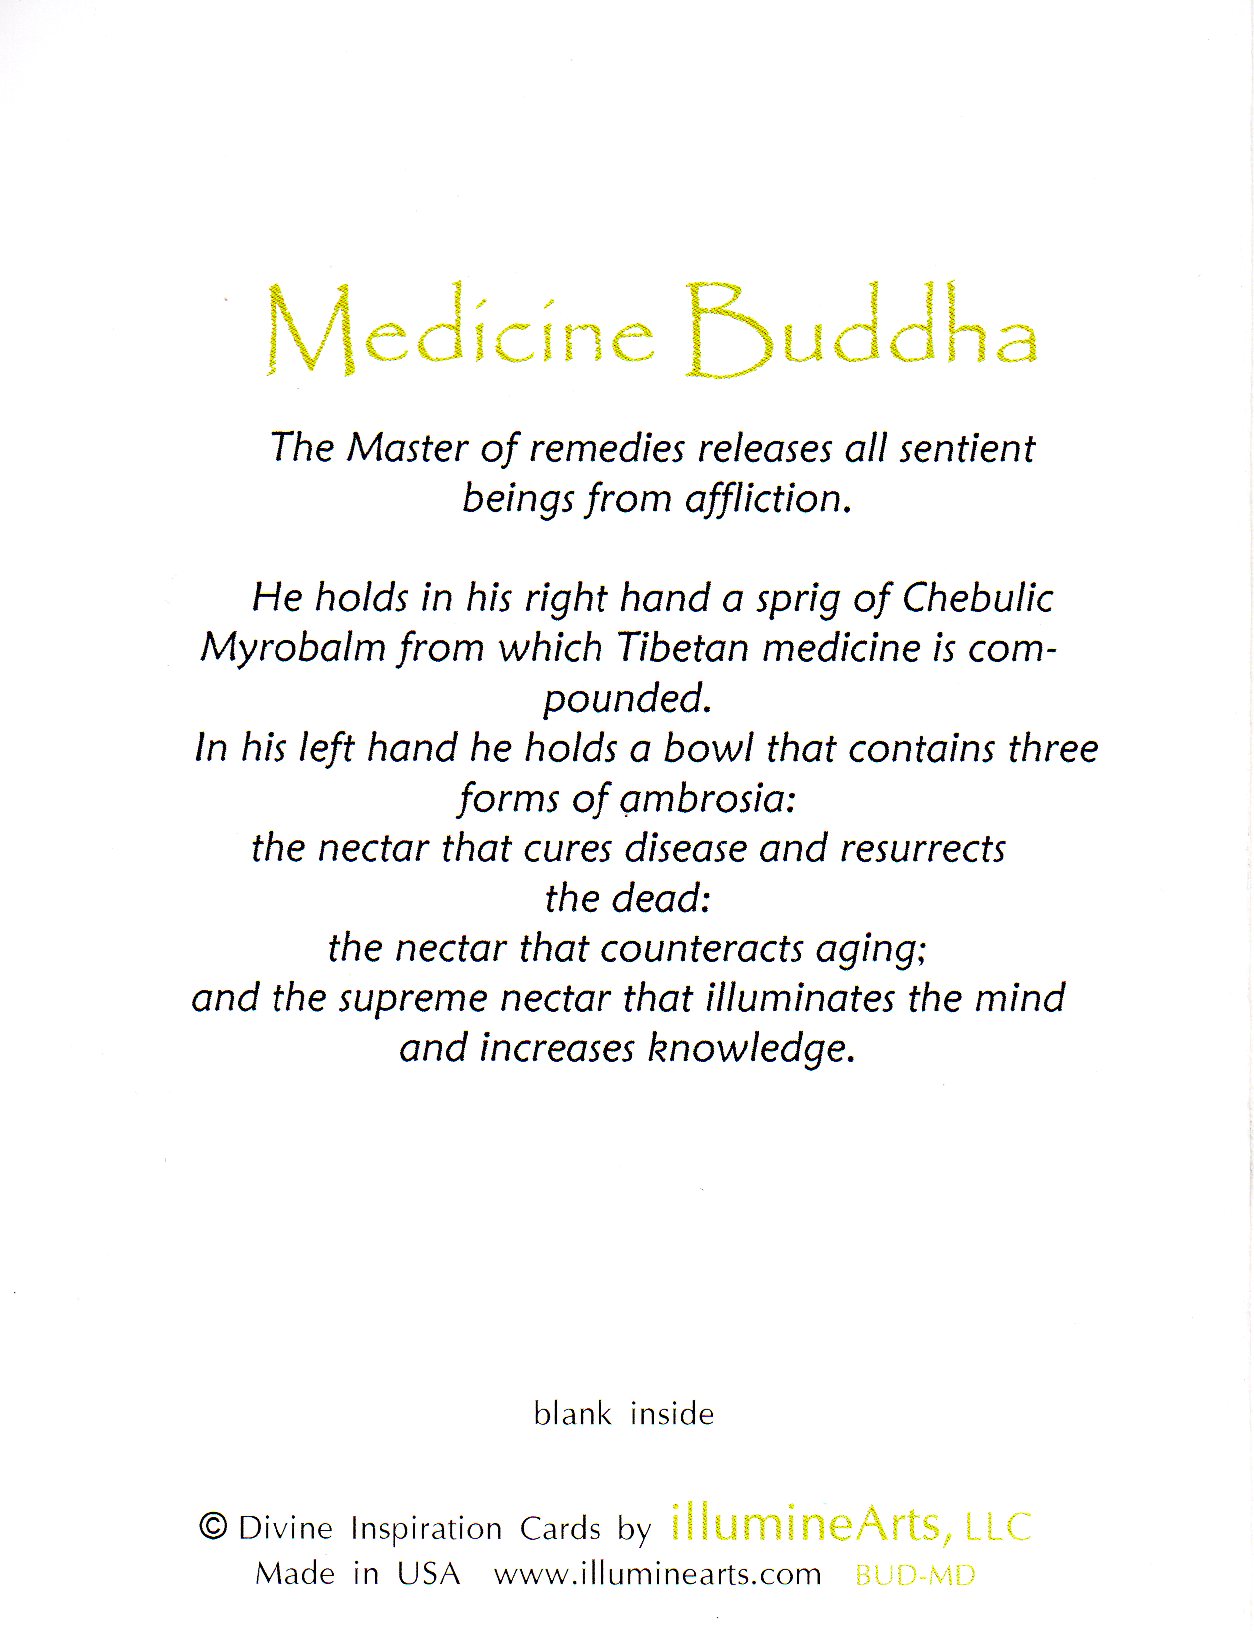 Medicine Buddha
The Master of remedies releases all sentient
beings from affliction.
He holds in his right hand a sprig of Chebulic
Myrobalm from which Tibetan medicine is com-
pounded.
In his left hand he holds a bowl that contains three
forms of ambrosia:
the nectar that cures disease and resurrects
the dead:
the nectar that counteracts aging;
and the supreme nectar that illuminates the mind
and increases knowledge.
blank inside
© Divine Inspiration Cards by illumineArts, LLC
Made in USA www.illuminearts.com BUD-MD